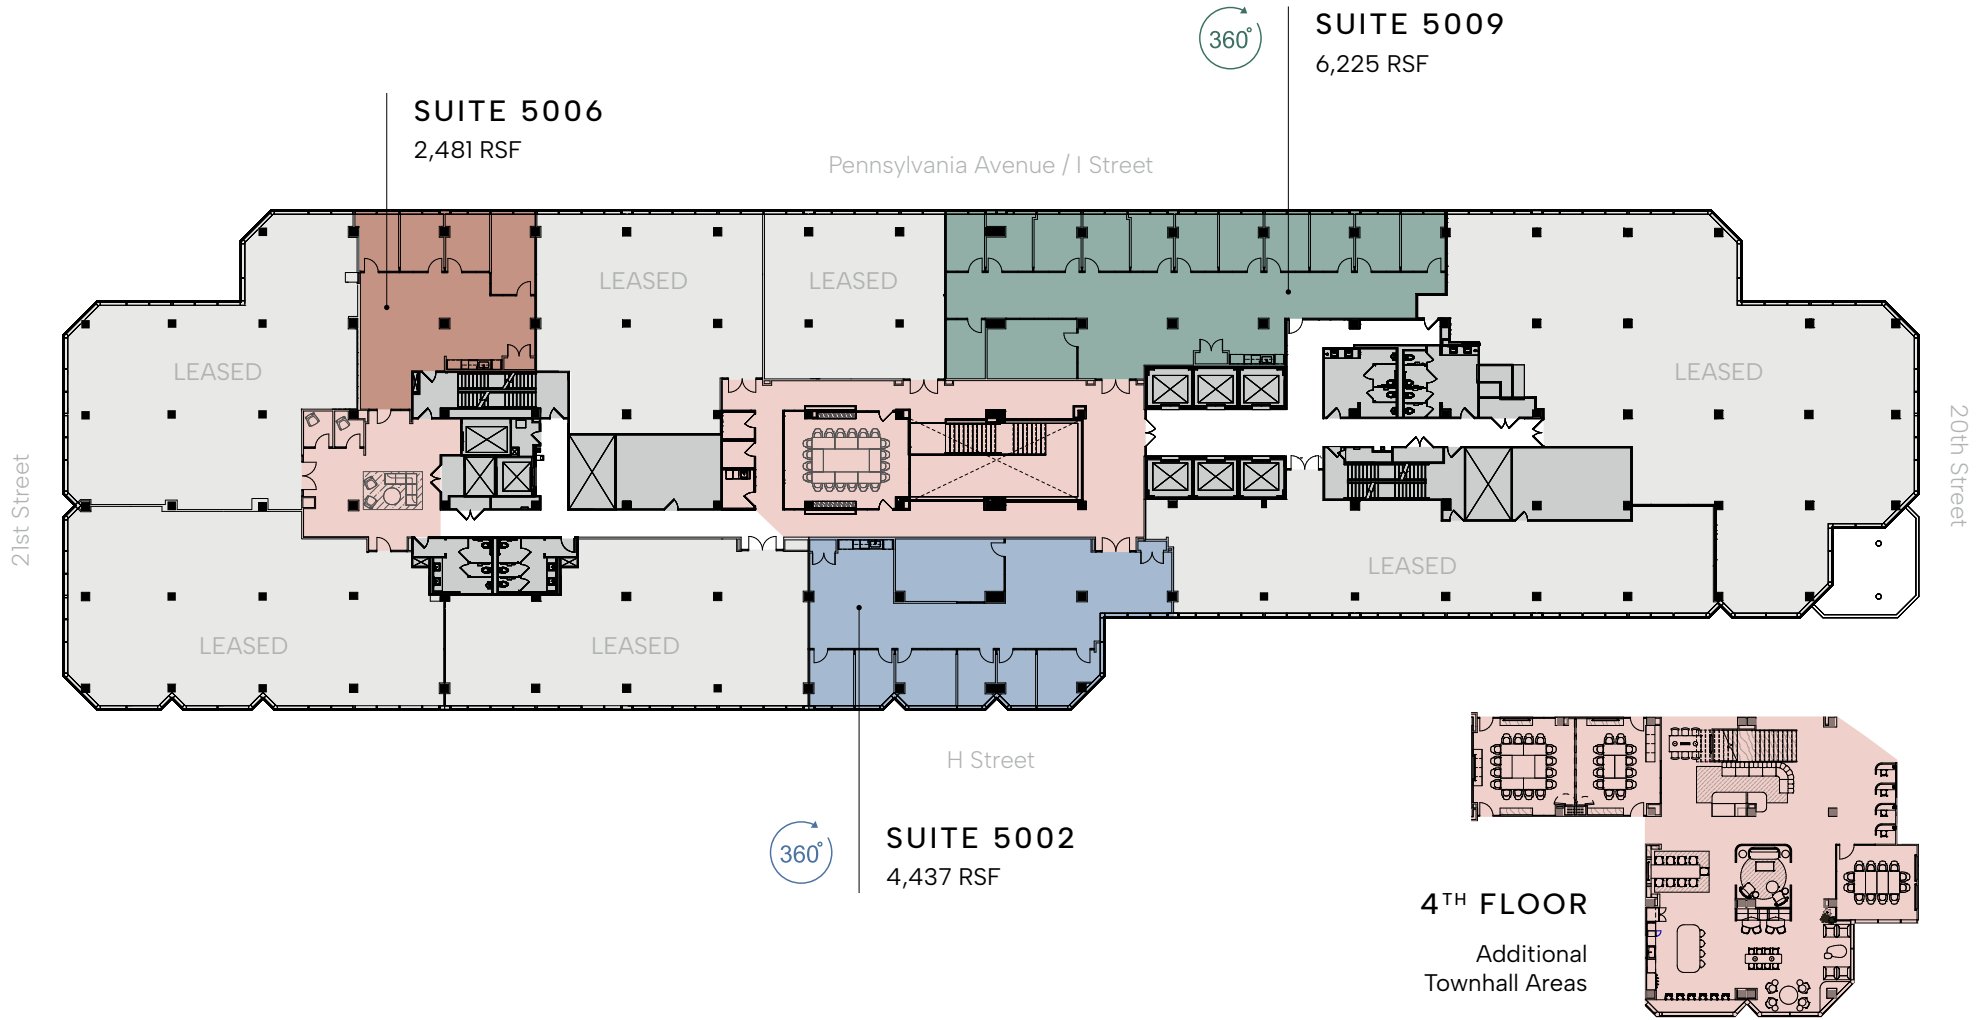 360°
SUITE 5009
6,225 RSF
SUITE 5006
2,481 RSF
Pennsylvania Avenue / I Street
LEASED
LEASED
LEASED
LEASED
21st Street
20th Street
LEASED
LEASED
LEASED
H Street
360°
SUITE 5002
4,437 RSF
4TH FLOOR
Additional
Townhall Areas